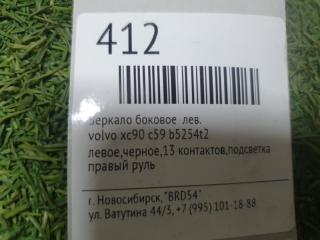 412
Зеркало боковое лев.
volvo xc90 c59 b5254t2
левое,черное,13 контактов,подсветка
правый руль
г. Новосибирск, "BRD54"
ул. Ватутина 44/3, +7 (995) 101-18-88